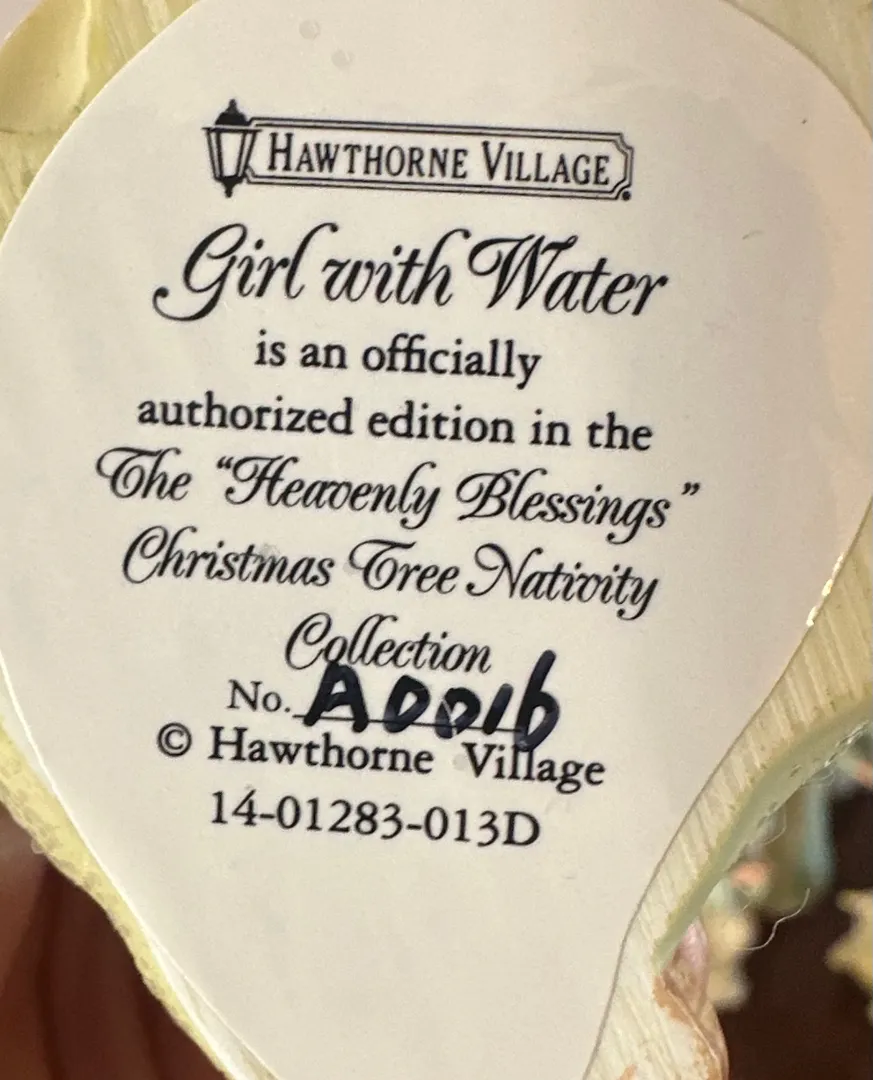 HAWTHORNE VILLAGE
Girl with Water
is an officially
authorized edition in the
The “Heavenly Blessings”
Christmas Tree Nativity
Collection
No. A0016
© Hawthorne Village
14-01283-013D